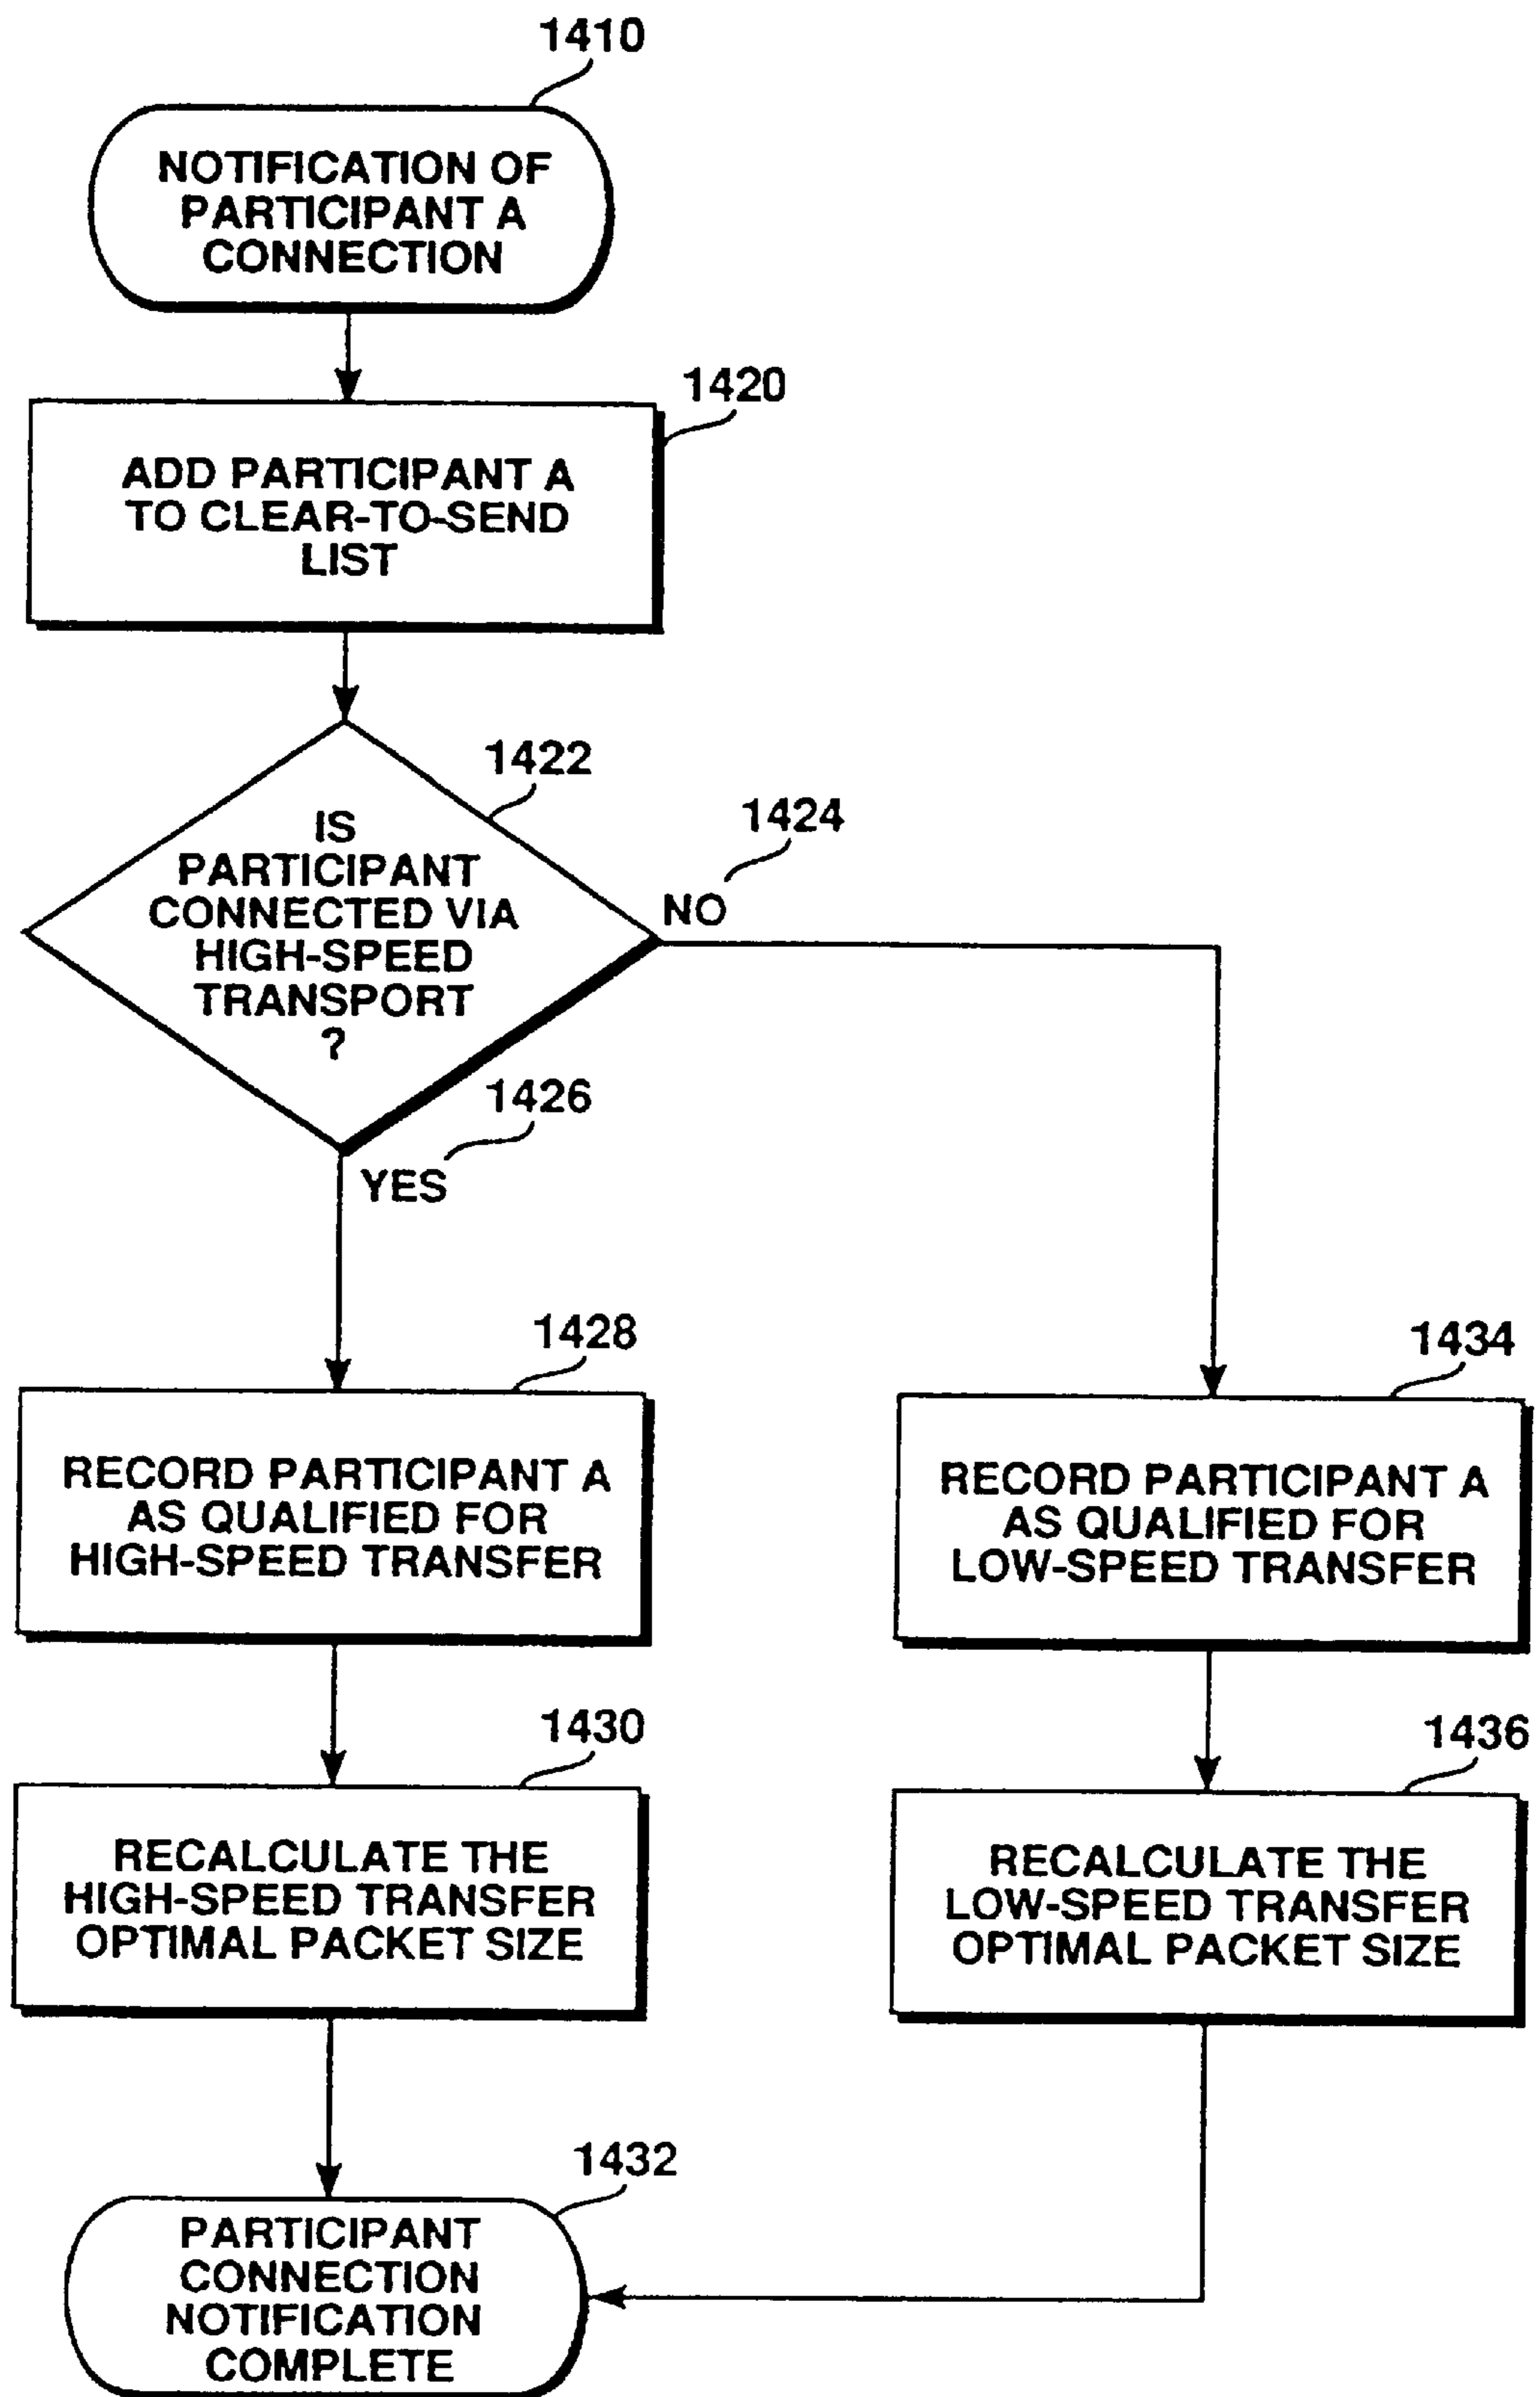 1410
NOTIFICATION OF
PARTICIPANT A
CONNECTION
1420
ADD PARTICIPANT A
TO CLEAR-TO-SEND
LIST
1422
IS
PARTICIPANT
CONNECTED VIA
HIGH-SPEED
TRANSPORT
?
1424
NO
1426
YES
1428
RECORD PARTICIPANT A
AS QUALIFIED FOR
HIGH-SPEED TRANSFER
1434
RECORD PARTICIPANT A
AS QUALIFIED FOR
LOW-SPEED TRANSFER
1430
RECALCULATE THE
HIGH-SPEED TRANSFER
OPTIMAL PACKET SIZE
1436
RECALCULATE THE
LOW-SPEED TRANSFER
OPTIMAL PACKET SIZE
1432
PARTICIPANT
CONNECTION
NOTIFICATION
COMPLETE